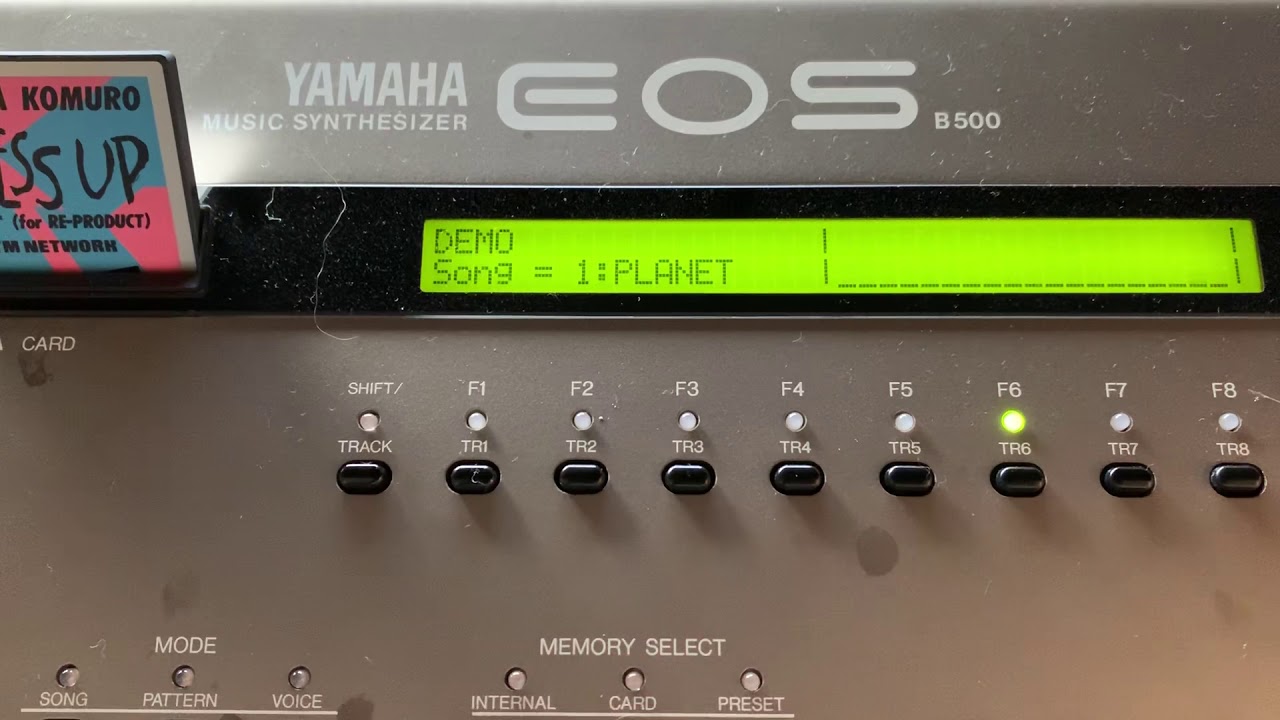 YAMAHA
MUSIC SYNTHESIZER
EOS
B500
KOMURO
UP
(for RE-PRODUCT)
NETWORK
DEMO
Song = 1:PLANET
CARD
SHIFT/ F1 F2 F3 F4 F5 F6 F7 F8
TRACK TR1 TR2 TR3 TR4 TR5 TR6 TR7 TR8
MODE
SONG PATTERN VOICE
MEMORY SELECT
INTERNAL CARD PRESET